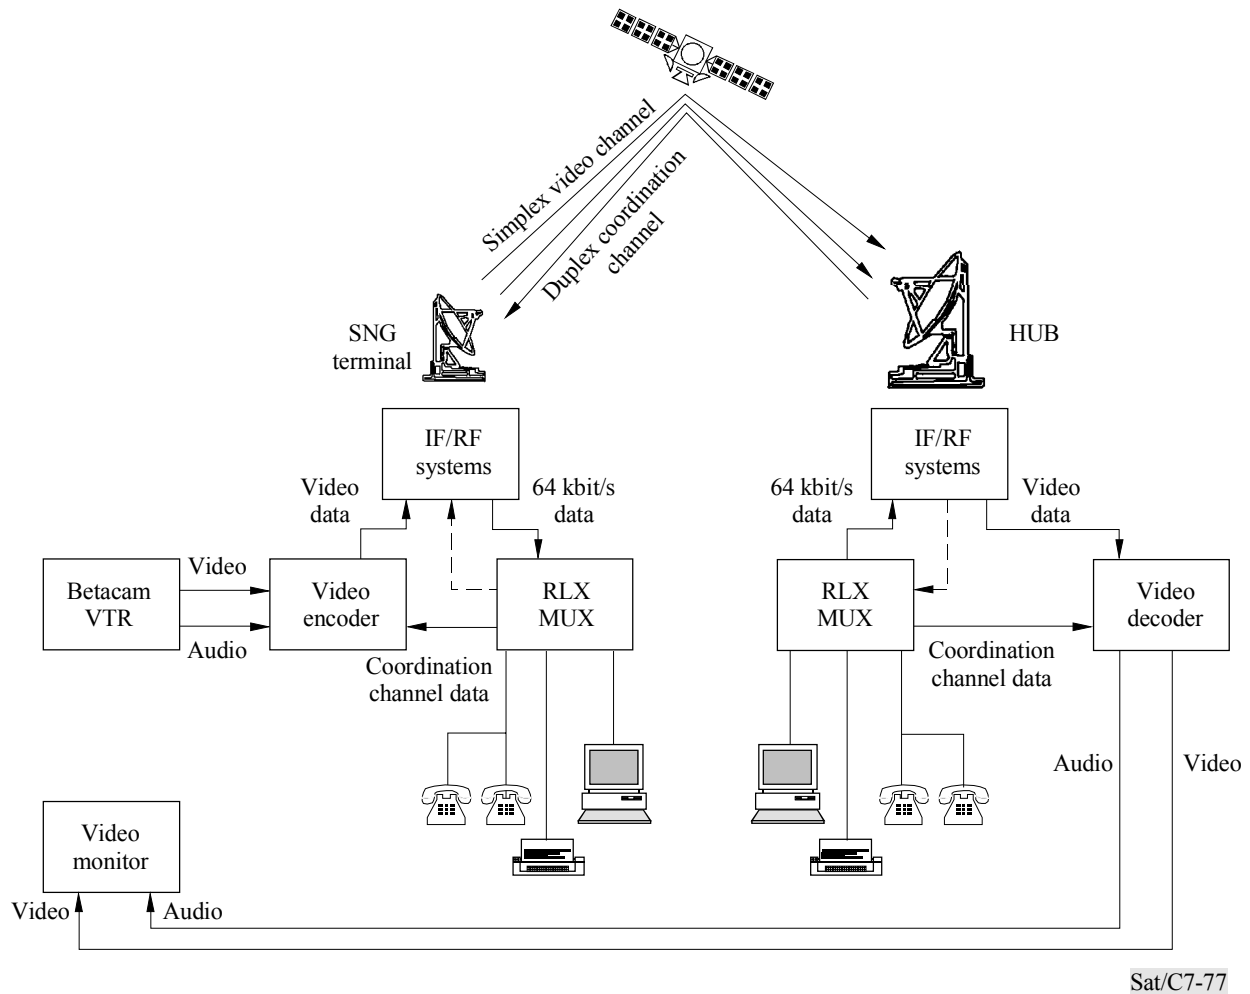 Simplex video channel
Duplex coordination
channel
SNG
terminal
HUB
IF/RF
systems
IF/RF
systems
Video
data
64 kbit/s
data
64 kbit/s
data
Video
data
Betacam
VTR
Video
Audio
Video
encoder
RLX
MUX
RLX
MUX
Video
decoder
Coordination
channel data
Coordination
channel data
Audio
Video
Video
monitor
Video
Audio
Sat/C7-77